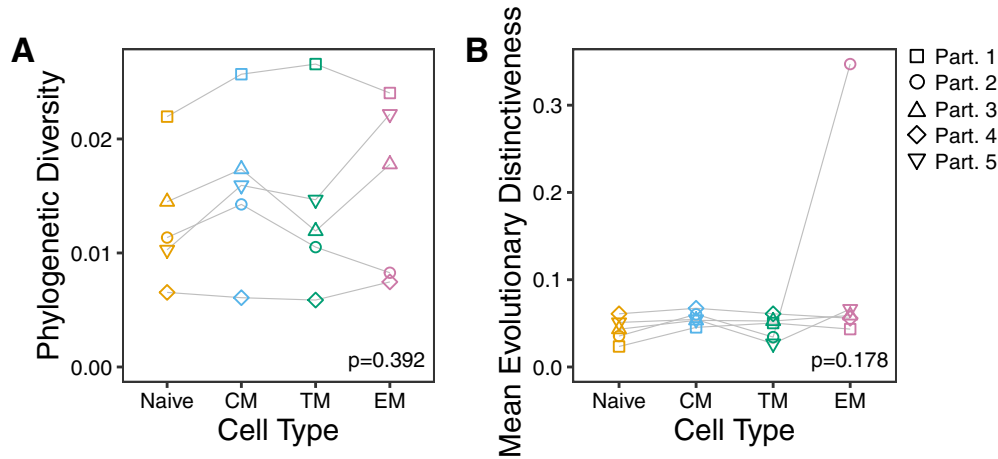 A
Phylogenetic Diversity
0.02
0.01
0.00
p=0.392
Naive CM TM EM
Cell Type
B
Mean Evolutionary Distinctiveness
0.3
0.2
0.1
0.0
p=0.178
Naive CM TM EM
Cell Type
Part. 1
Part. 2
Part. 3
Part. 4
Part. 5